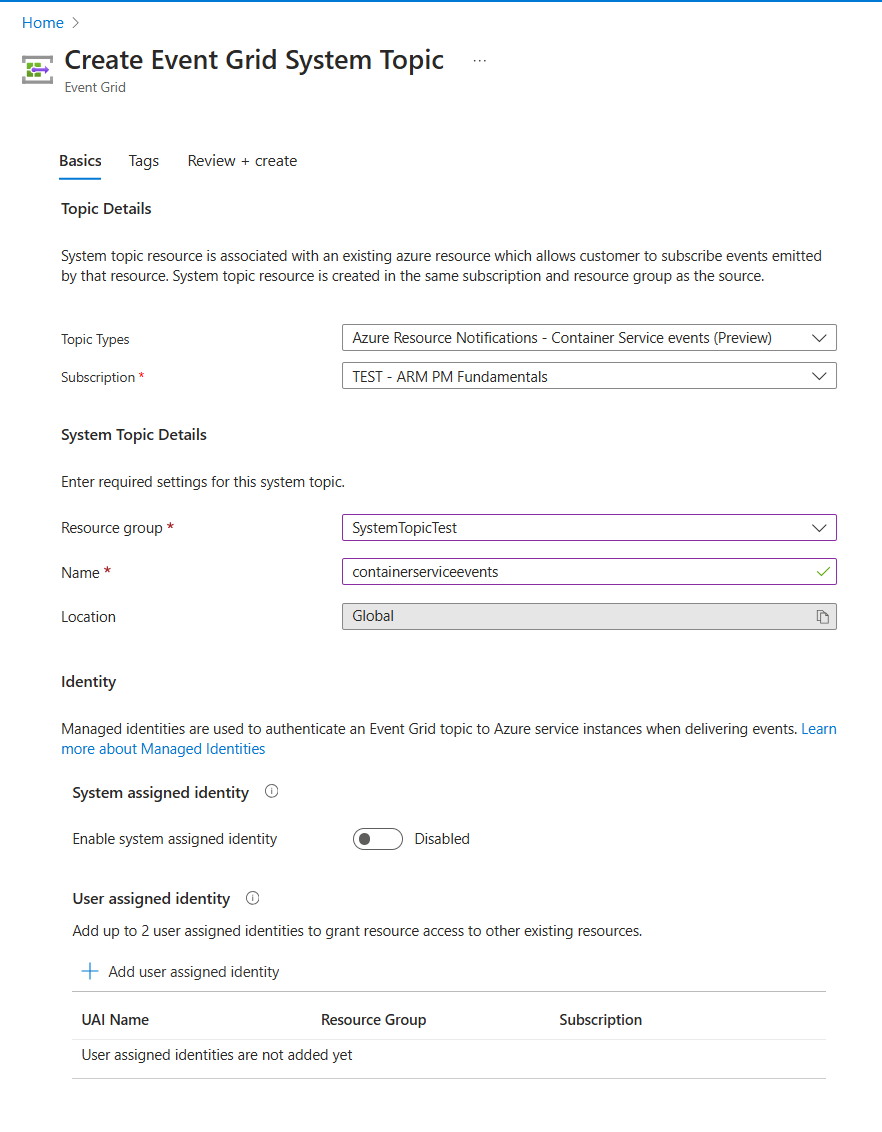 Home
Create Event Grid System Topic ...
Event Grid
Basics Tags Review + create
Topic Details
System topic resource is associated with an existing azure resource which allows customer to subscribe events emitted
by that resource. System topic resource is created in the same subscription and resource group as the source.
Topic Types Azure Resource Notifications - Container Service events (Preview)
Subscription * TEST - ARM PM Fundamentals
System Topic Details
Enter required settings for this system topic.
Resource group * SystemTopicTest
Name * containerserviceevents
Location Global
Identity
Managed identities are used to authenticate an Event Grid topic to Azure service instances when delivering events. Learn
more about Managed Identities
System assigned identity
Enable system assigned identity Disabled
User assigned identity
Add up to 2 user assigned identities to grant resource access to other existing resources.
Add user assigned identity
UAI Name Resource Group Subscription
User assigned identities are not added yet